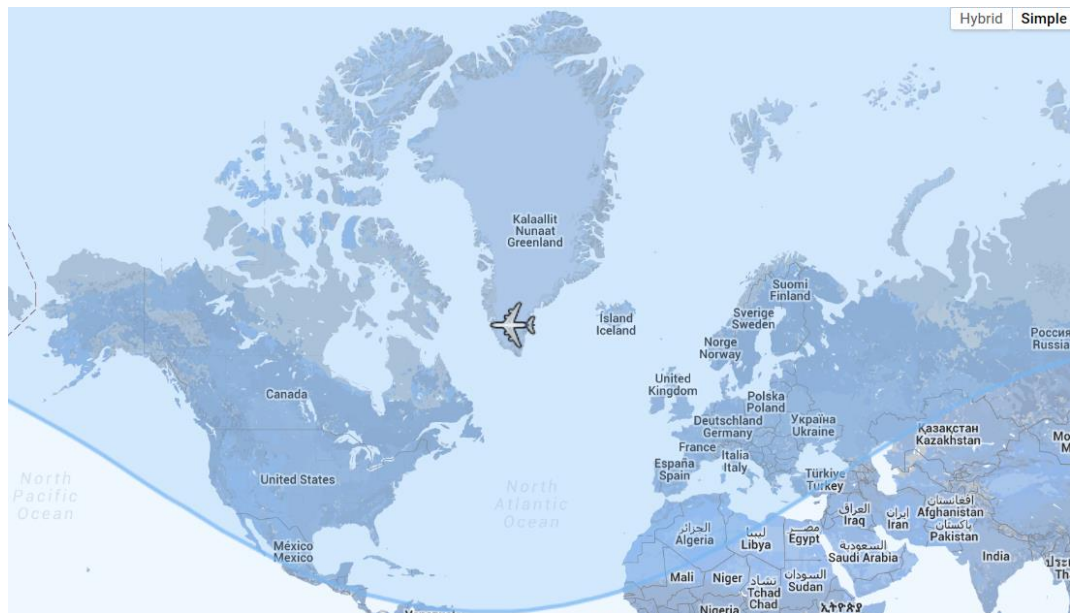 Hybrid
Simple
Kalaallit
Nunaat
Greenland
Ísland
Iceland
Suomi
Finland
Sverige
Sweden
Norge
Norway
Россия
Russia
Canada
United
Kingdom
Polska
Poland
Deutschland
Germany
Україна
Ukraine
Қазақстан
Kazakhstan
France
Italia
Italy
España
Spain
Türkiye
Turkey
United States
North
Pacific
Ocean
North
Atlantic
Ocean
افغانستان
Afghanistan
العراق
Iraq
ایران
Iran
پاکستان
Pakistan
الجزائر
Algeria
ليبيا
Libya
مصر
Egypt
السعودية
Saudi Arabia
India
México
Mexico
Mali
Niger
تشاد
Tchad
Chad
السودان
Sudan
Nigeria
ኢትዮጵያ